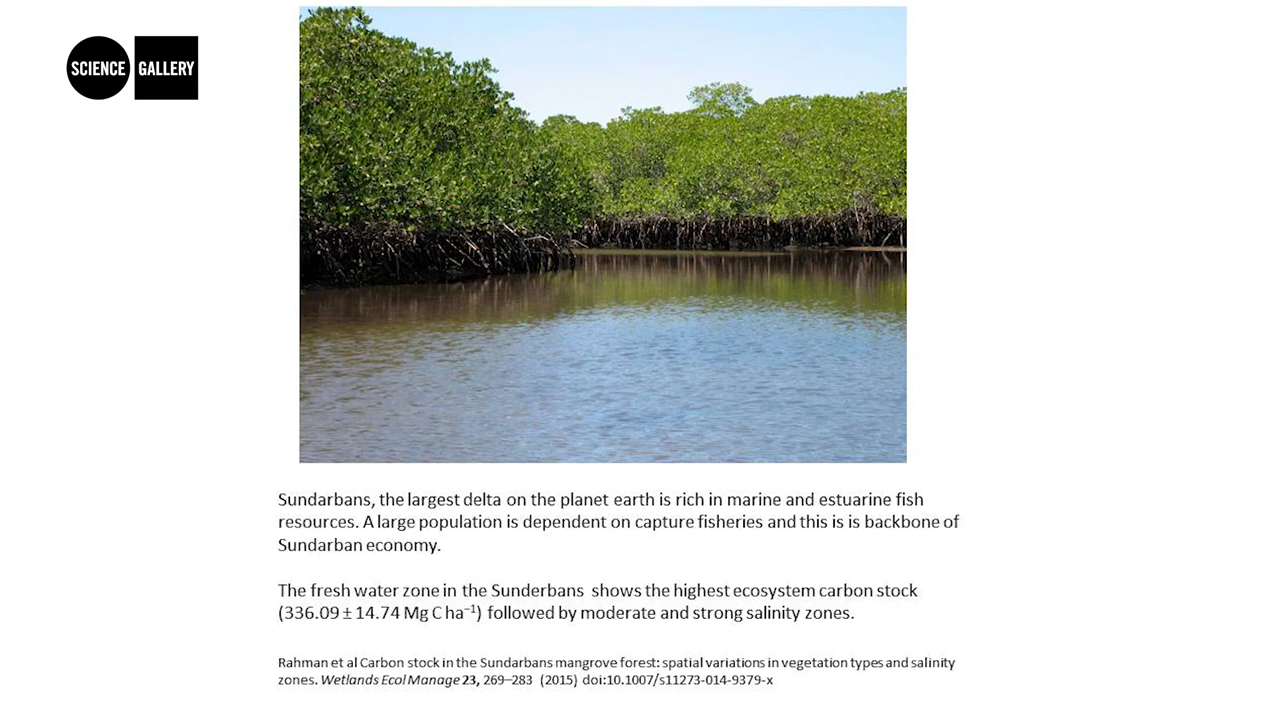 SCIENCE GALLERY
Sundarbans, the largest delta on the planet earth is rich in marine and estuarine fish
resources. A large population is dependent on capture fisheries and this is is backbone of
Sundarban economy.
The fresh water zone in the Sunderbans shows the highest ecosystem carbon stock
(336.09 ± 14.74 Mg C ha⁻¹) followed by moderate and strong salinity zones.
Rahman et al Carbon stock in the Sundarbans mangrove forest: spatial variations in vegetation types and salinity
zones. Wetlands Ecol Manage 23, 269–283 (2015) doi:10.1007/s11273-014-9379-x